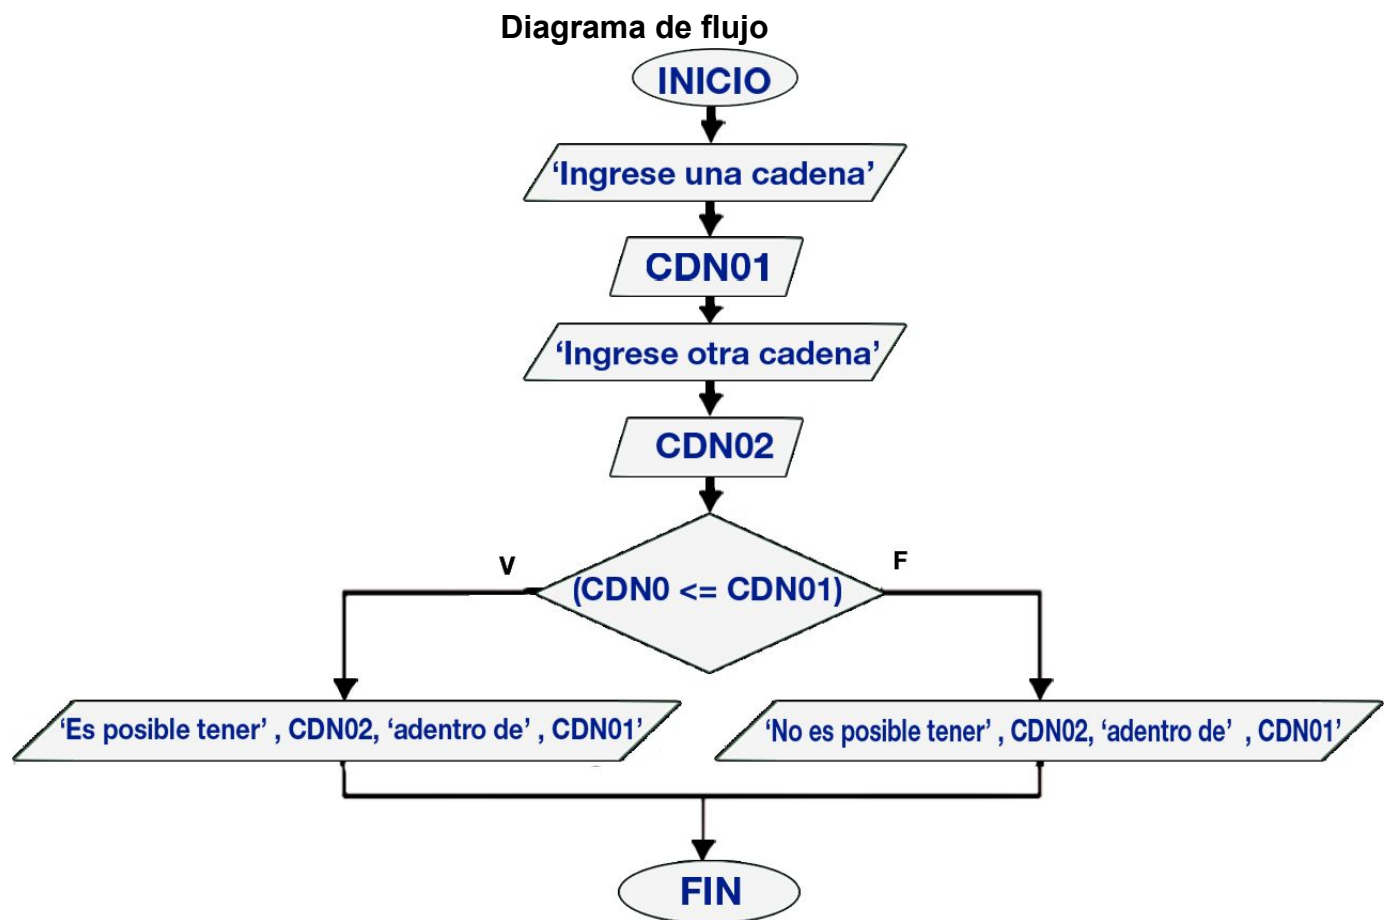 Diagrama de flujo
INICIO
‘Ingrese una cadena’
CDN01
‘Ingrese otra cadena’
CDN02
V
F
(CDN0 <= CDN01)
‘Es posible tener’ , CDN02, ‘adentro de’ , CDN01’
‘No es posible tener’ , CDN02, ‘adentro de’ , CDN01’
FIN